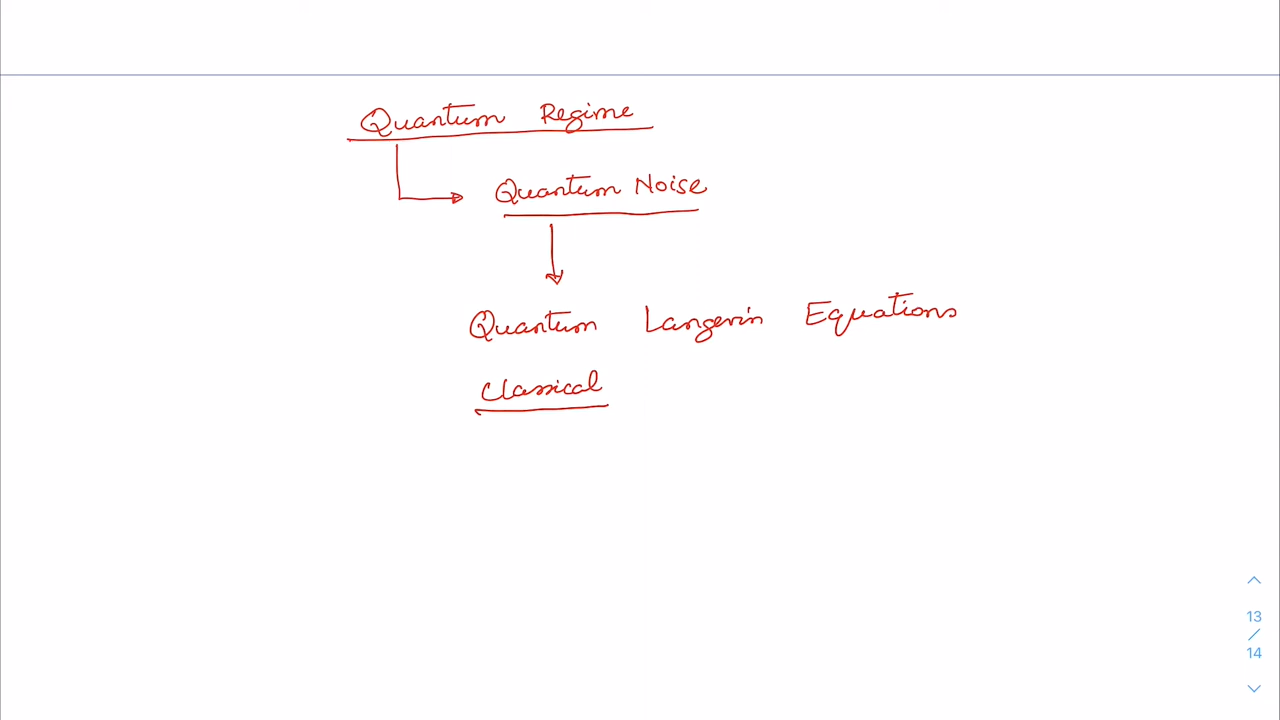 Quantum Regime
Quantum Noise
Quantum Langevin Equations
Classical
13
/
14